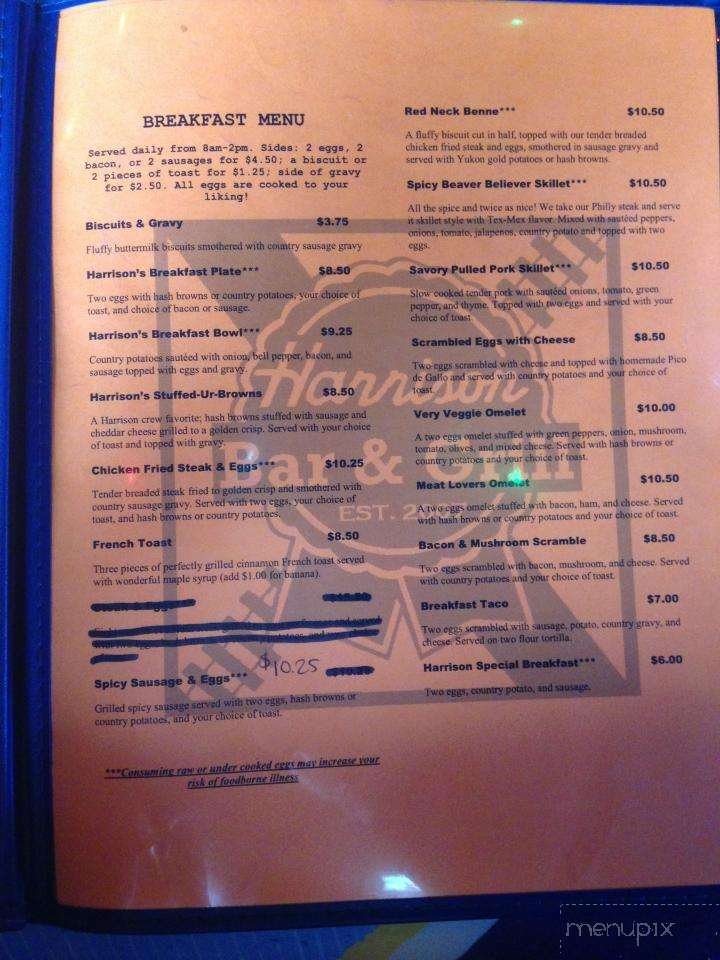 BREAKFAST MENU
Served daily from 8am-2pm. Sides: 2 eggs, 2
bacon, or 2 sausages for $4.50; a biscuit or
2 pieces of toast for $1.25; side of gravy
for $2.50. All eggs are cooked to your
liking!
Biscuits & Gravy $3.75
Fluffy buttermilk biscuits smothered with country sausage gravy
Harrison's Breakfast Plate*** $8.50
Two eggs with hash browns or country potatoes, your choice of
toast, and choice of bacon or sausage.
Harrison's Breakfast Bowl*** $9.25
Country potatoes sautéed with onion, bell pepper, bacon, and
sausage topped with eggs and gravy.
Harrison's Stuffed-Ur-Browns $8.50
A Harrison crew favorite; hash browns stuffed with sausage and
cheddar cheese grilled to a golden crisp. Served with your choice
of toast and topped with gravy.
Chicken Fried Steak & Eggs*** $10.25
Tender breaded steak fried to golden crisp and smothered with
country sausage gravy. Served with two eggs, your choice of
toast, and hash browns or country potatoes.
French Toast $8.50
Three pieces of perfectly grilled cinnamon French toast served
with wonderful maple syrup (add $1.00 for banana).
Steak & Eggs***
Spicy Sausage & Eggs*** $10.25
Grilled spicy sausage served with two eggs, hash browns or
country potatoes, and your choice of toast.
***Consuming raw or under cooked eggs may increase your
risk of foodborne illness
Red Neck Benne*** $10.50
A fluffy biscuit cut in half, topped with our tender breaded
chicken fried steak and eggs, smothered in sausage gravy and
served with Yukon gold potatoes or hash browns.
Spicy Beaver Believer Skillet*** $10.50
All the spice and twice as nice! We take our Philly steak and serve
it skillet style with Tex-Mex flavor. Mixed with sautéed peppers,
onions, tomato, jalapenos, country potato and topped with two
eggs.
Savory Pulled Pork Skillet*** $10.50
Slow cooked tender pork with sautéed onions, tomato, green
pepper, and thyme. Topped with two eggs and served with your
choice of toast.
Scrambled Eggs with Cheese $8.50
Two eggs scrambled with cheese and topped with homemade Pico
de Gallo and served with country potatoes and your choice of
toast.
Very Veggie Omelet $10.00
A two eggs omelet stuffed with green peppers, onion, mushroom,
tomato, olives, and mixed cheese. Served with hash browns or
country potatoes and your choice of toast.
Meat Lovers Omelet $10.50
A two eggs omelet stuffed with bacon, ham, and cheese. Served
with hash browns or country potatoes and your choice of toast.
Bacon & Mushroom Scramble $8.50
Two eggs scrambled with bacon, mushroom, and cheese. Served
with country potatoes and your choice of toast.
Breakfast Taco $7.00
Two eggs scrambled with sausage, potato, country gravy, and
cheese. Served on two flour tortilla.
Harrison Special Breakfast*** $6.00
Two eggs, country potato, and sausage.
Harrison
Bar &
EST.
menupix